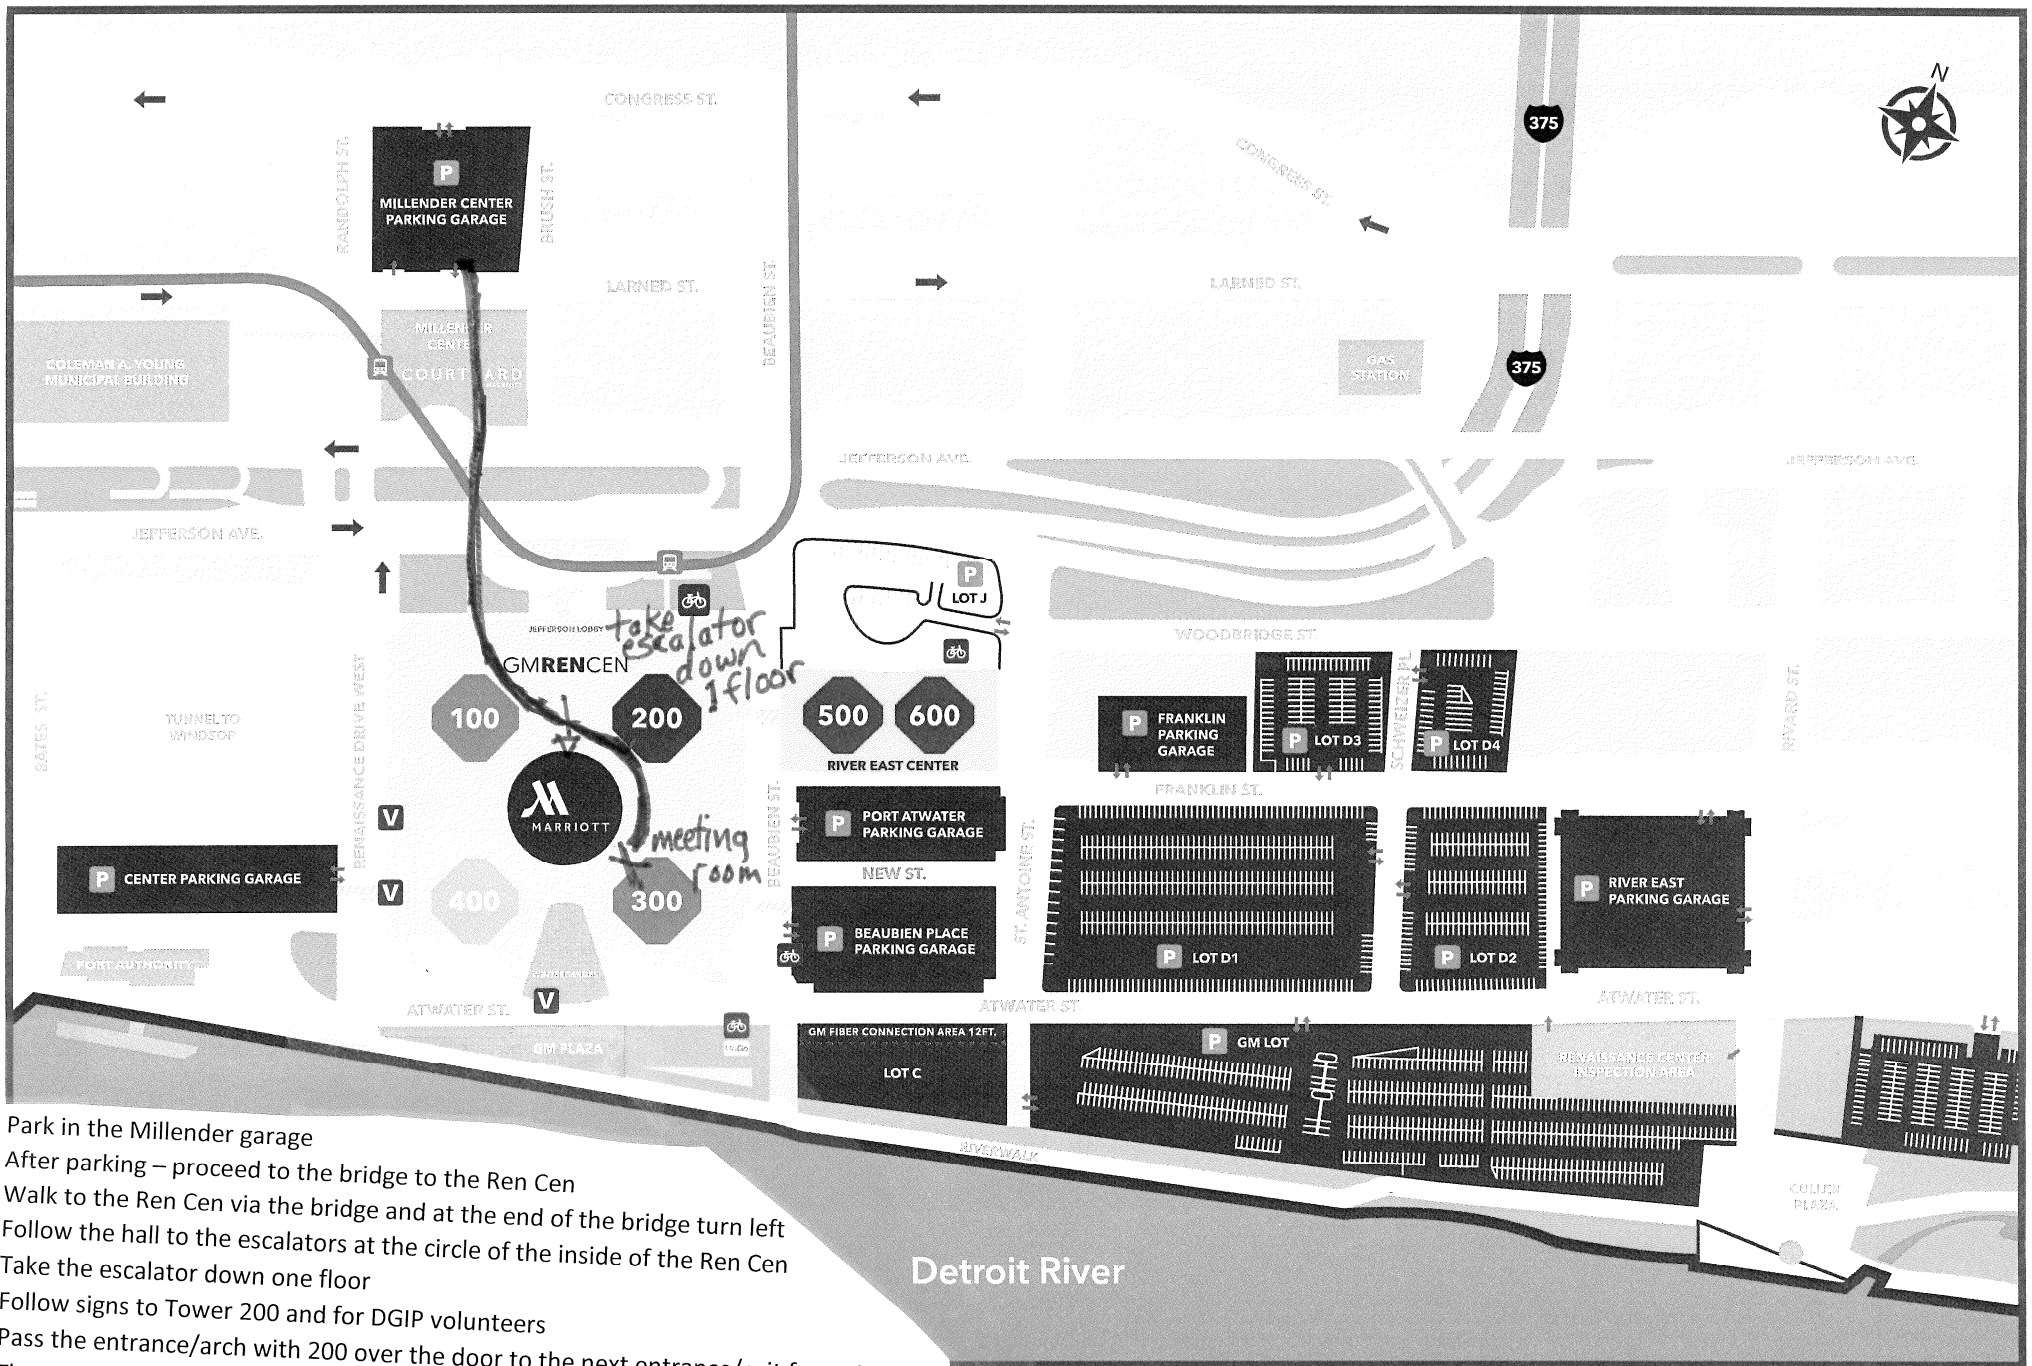 N
CONGRESS ST.
375
CONGRESS ST.
RANDOLPH ST.
P
MILLENDER CENTER
PARKING GARAGE
BRUSH ST.
LARNED ST.
BEAUBIEN ST.
LARNED ST.
COLEMAN A. YOUNG
MUNICIPAL BUILDING
MILLENDER
CENTER
COURTYARD
MARRIOTT
GAS
STATION
375
JEFFERSON AVE.
JEFFERSON AVE.
JEFFERSON AVE.
P
LOT J
JEFFERSON LOBBY
take
escalator
down
1 floor
GMRENCEN
WOODBRIDGE ST.
BATES ST.
TUNNEL TO
WINDSOR
RENAISSANCE DRIVE WEST
100
200
500
600
RIVER EAST CENTER
P
FRANKLIN
PARKING
GARAGE
P LOT D3
SCHWEIZER PL.
P LOT D4
RIVARD ST.
FRANKLIN ST.
MARRIOTT
V
meeting
room
BEAUBIEN ST.
P
PORT ATWATER
PARKING GARAGE
NEW ST.
ST. ANTOINE ST.
P CENTER PARKING GARAGE
V
400
300
P
BEAUBIEN PLACE
PARKING GARAGE
P LOT D1
P LOT D2
P
RIVER EAST
PARKING GARAGE
PORT AUTHORITY
WINTERGARDEN
V
ATWATER ST.
ATWATER ST.
ATWATER ST.
GM PLAZA
GM FIBER CONNECTION AREA 12FT.
LOT C
P GM LOT
RENAISSANCE CENTER
INSPECTION AREA
RIVERWALK
CULLEN
PLAZA
Detroit River
Park in the Millender garage
After parking – proceed to the bridge to the Ren Cen
Walk to the Ren Cen via the bridge and at the end of the bridge turn left
Follow the hall to the escalators at the circle of the inside of the Ren Cen
Take the escalator down one floor
Follow signs to Tower 200 and for DGIP volunteers
Pass the entrance/arch with 200 over the door to the next